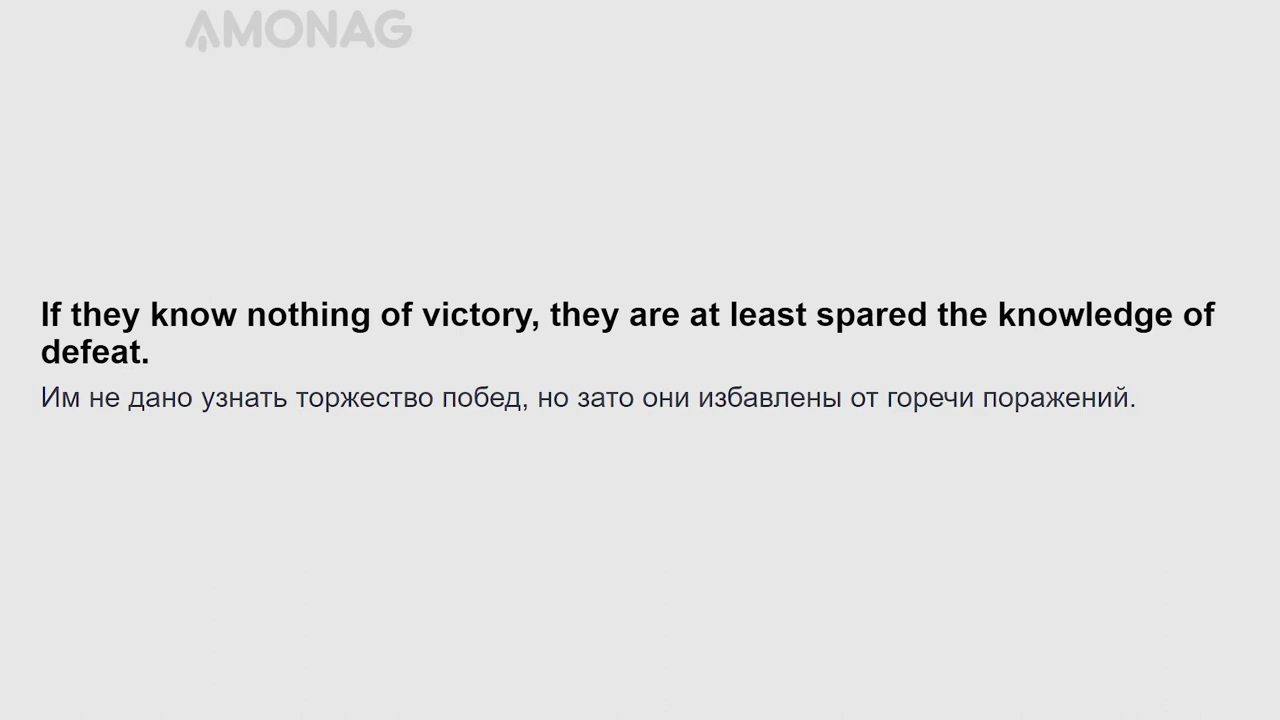 AMONAG
If they know nothing of victory, they are at least spared the knowledge of
defeat.
Им не дано узнать торжество побед, но зато они избавлены от горечи поражений.